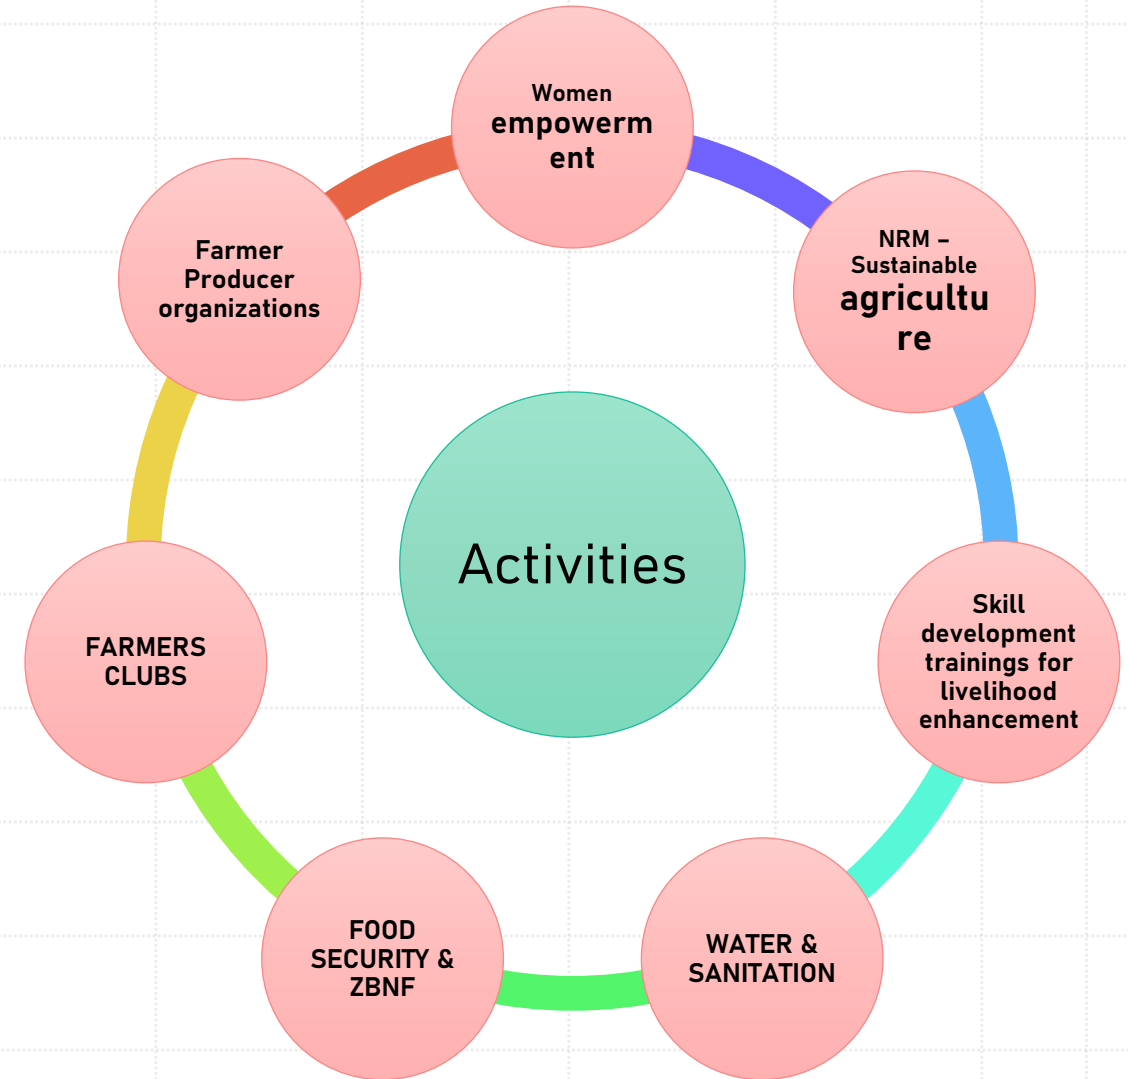 Women
empowerm
ent
NRM –
Sustainable
agricultu
re
Skill
development
trainings for
livelihood
enhancement
WATER &
SANITATION
FOOD
SECURITY &
ZBNF
FARMERS
CLUBS
Farmer
Producer
organizations
Activities